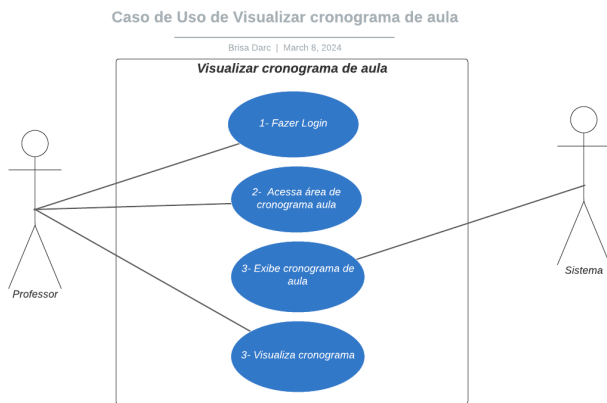 Caso de Uso de Visualizar cronograma de aula
Brisa Darc | March 8, 2024
Visualizar cronograma de aula
1- Fazer Login
2- Acessa área de
cronograma aula
3- Exibe cronograma de
aula
3- Visualiza cronograma
Professor
Sistema